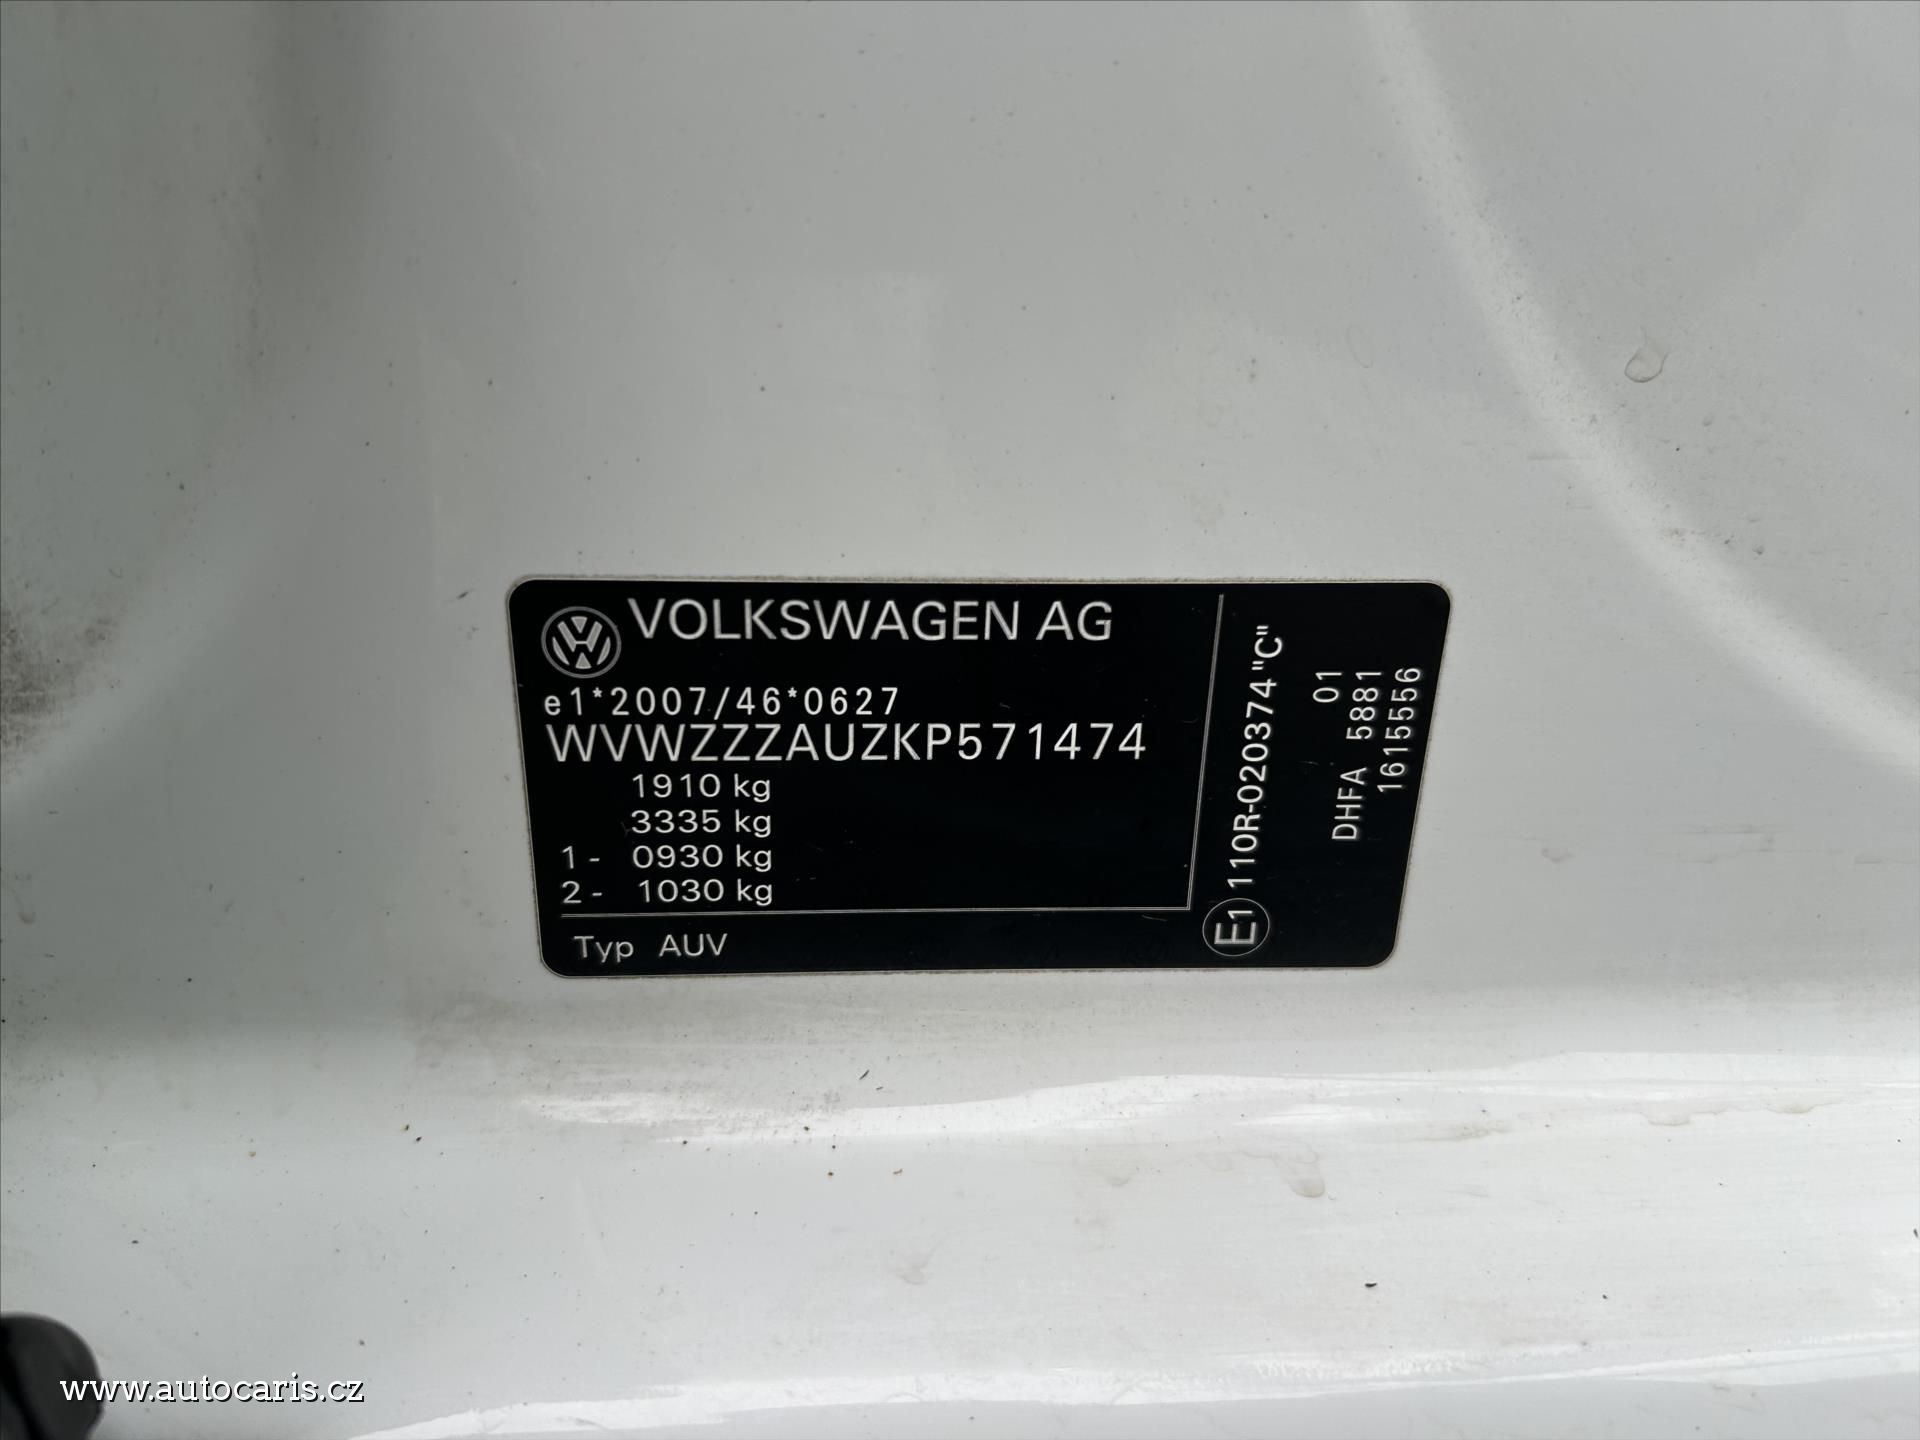 VOLKSWAGEN AG
e1*2007/46*0627
WVWZZZAUZKP571474
1910 kg
3335 kg
1- 0930 kg
2- 1030 kg
Typ AUV
E1 110R-020374"C"
01
DHFA 5881
1615556
www.autocaris.cz